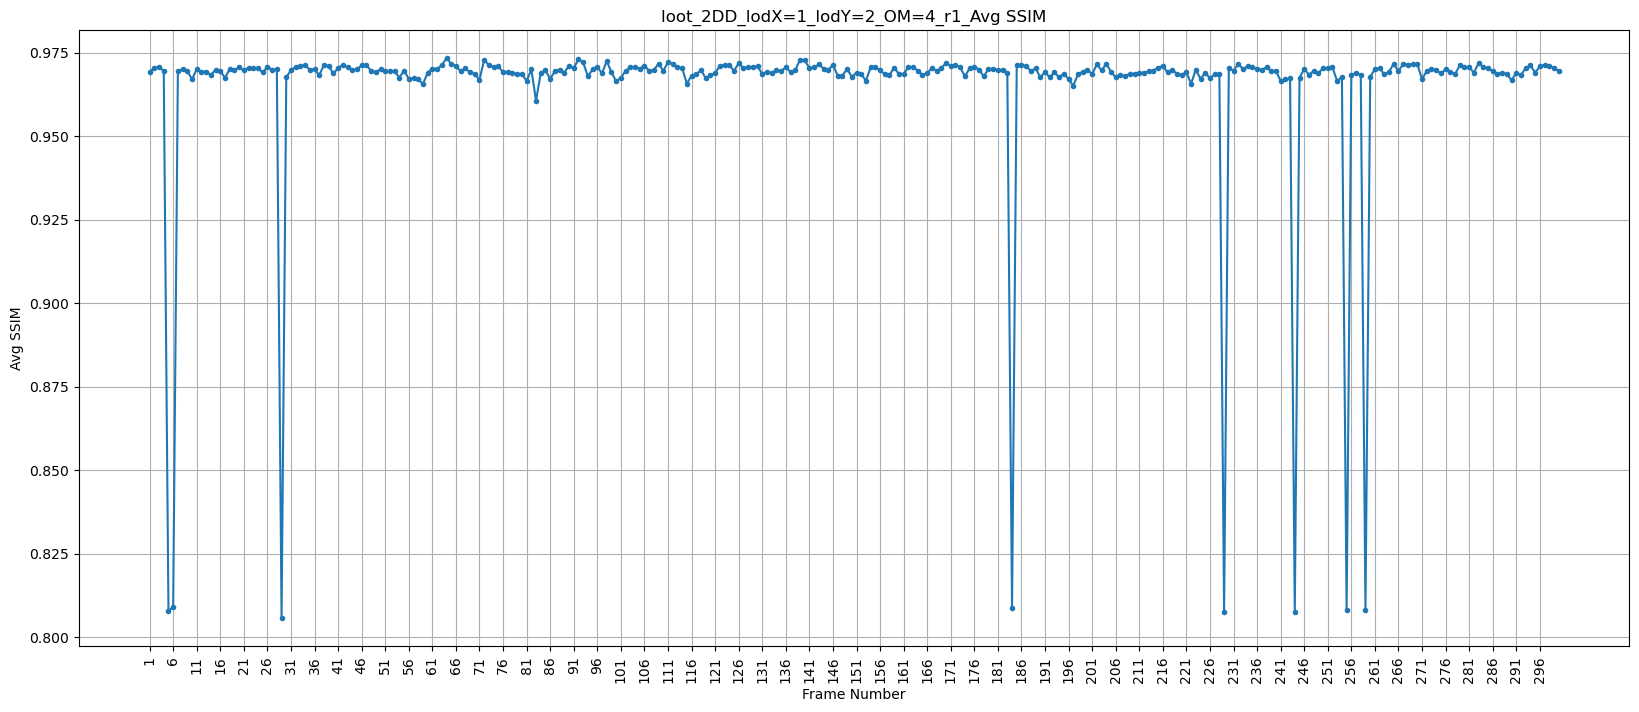 loot_2DD_lodX=1_lodY=2_OM=4_r1_Avg SSIM
0.975
0.950
0.925
0.900
0.875
0.850
0.825
0.800
Avg SSIM
1 6 11 16 21 26 31 36 41 46 51 56 61 66 71 76 81 86 91 96 101 106 111 116 121 126 131 136 141 146 151 156 161 166 171 176 181 186 191 196 201 206 211 216 221 226 231 236 241 246 251 256 261 266 271 276 281 286 291 296
Frame Number